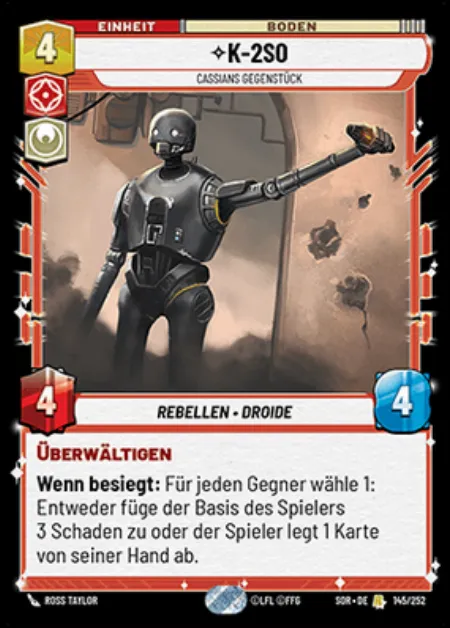 EINHEIT BODEN
4
✧K-2SO
CASSIANS GEGENSTÜCK
4
REBELLEN • DROIDE
4
ÜBERWÄLTIGEN
Wenn besiegt: Für jeden Gegner wähle 1:
Entweder füge der Basis des Spielers
3 Schaden zu oder der Spieler legt 1 Karte
von seiner Hand ab.
ROSS TAYLOR ©LFL ©FFG SOR • DE R 145/252